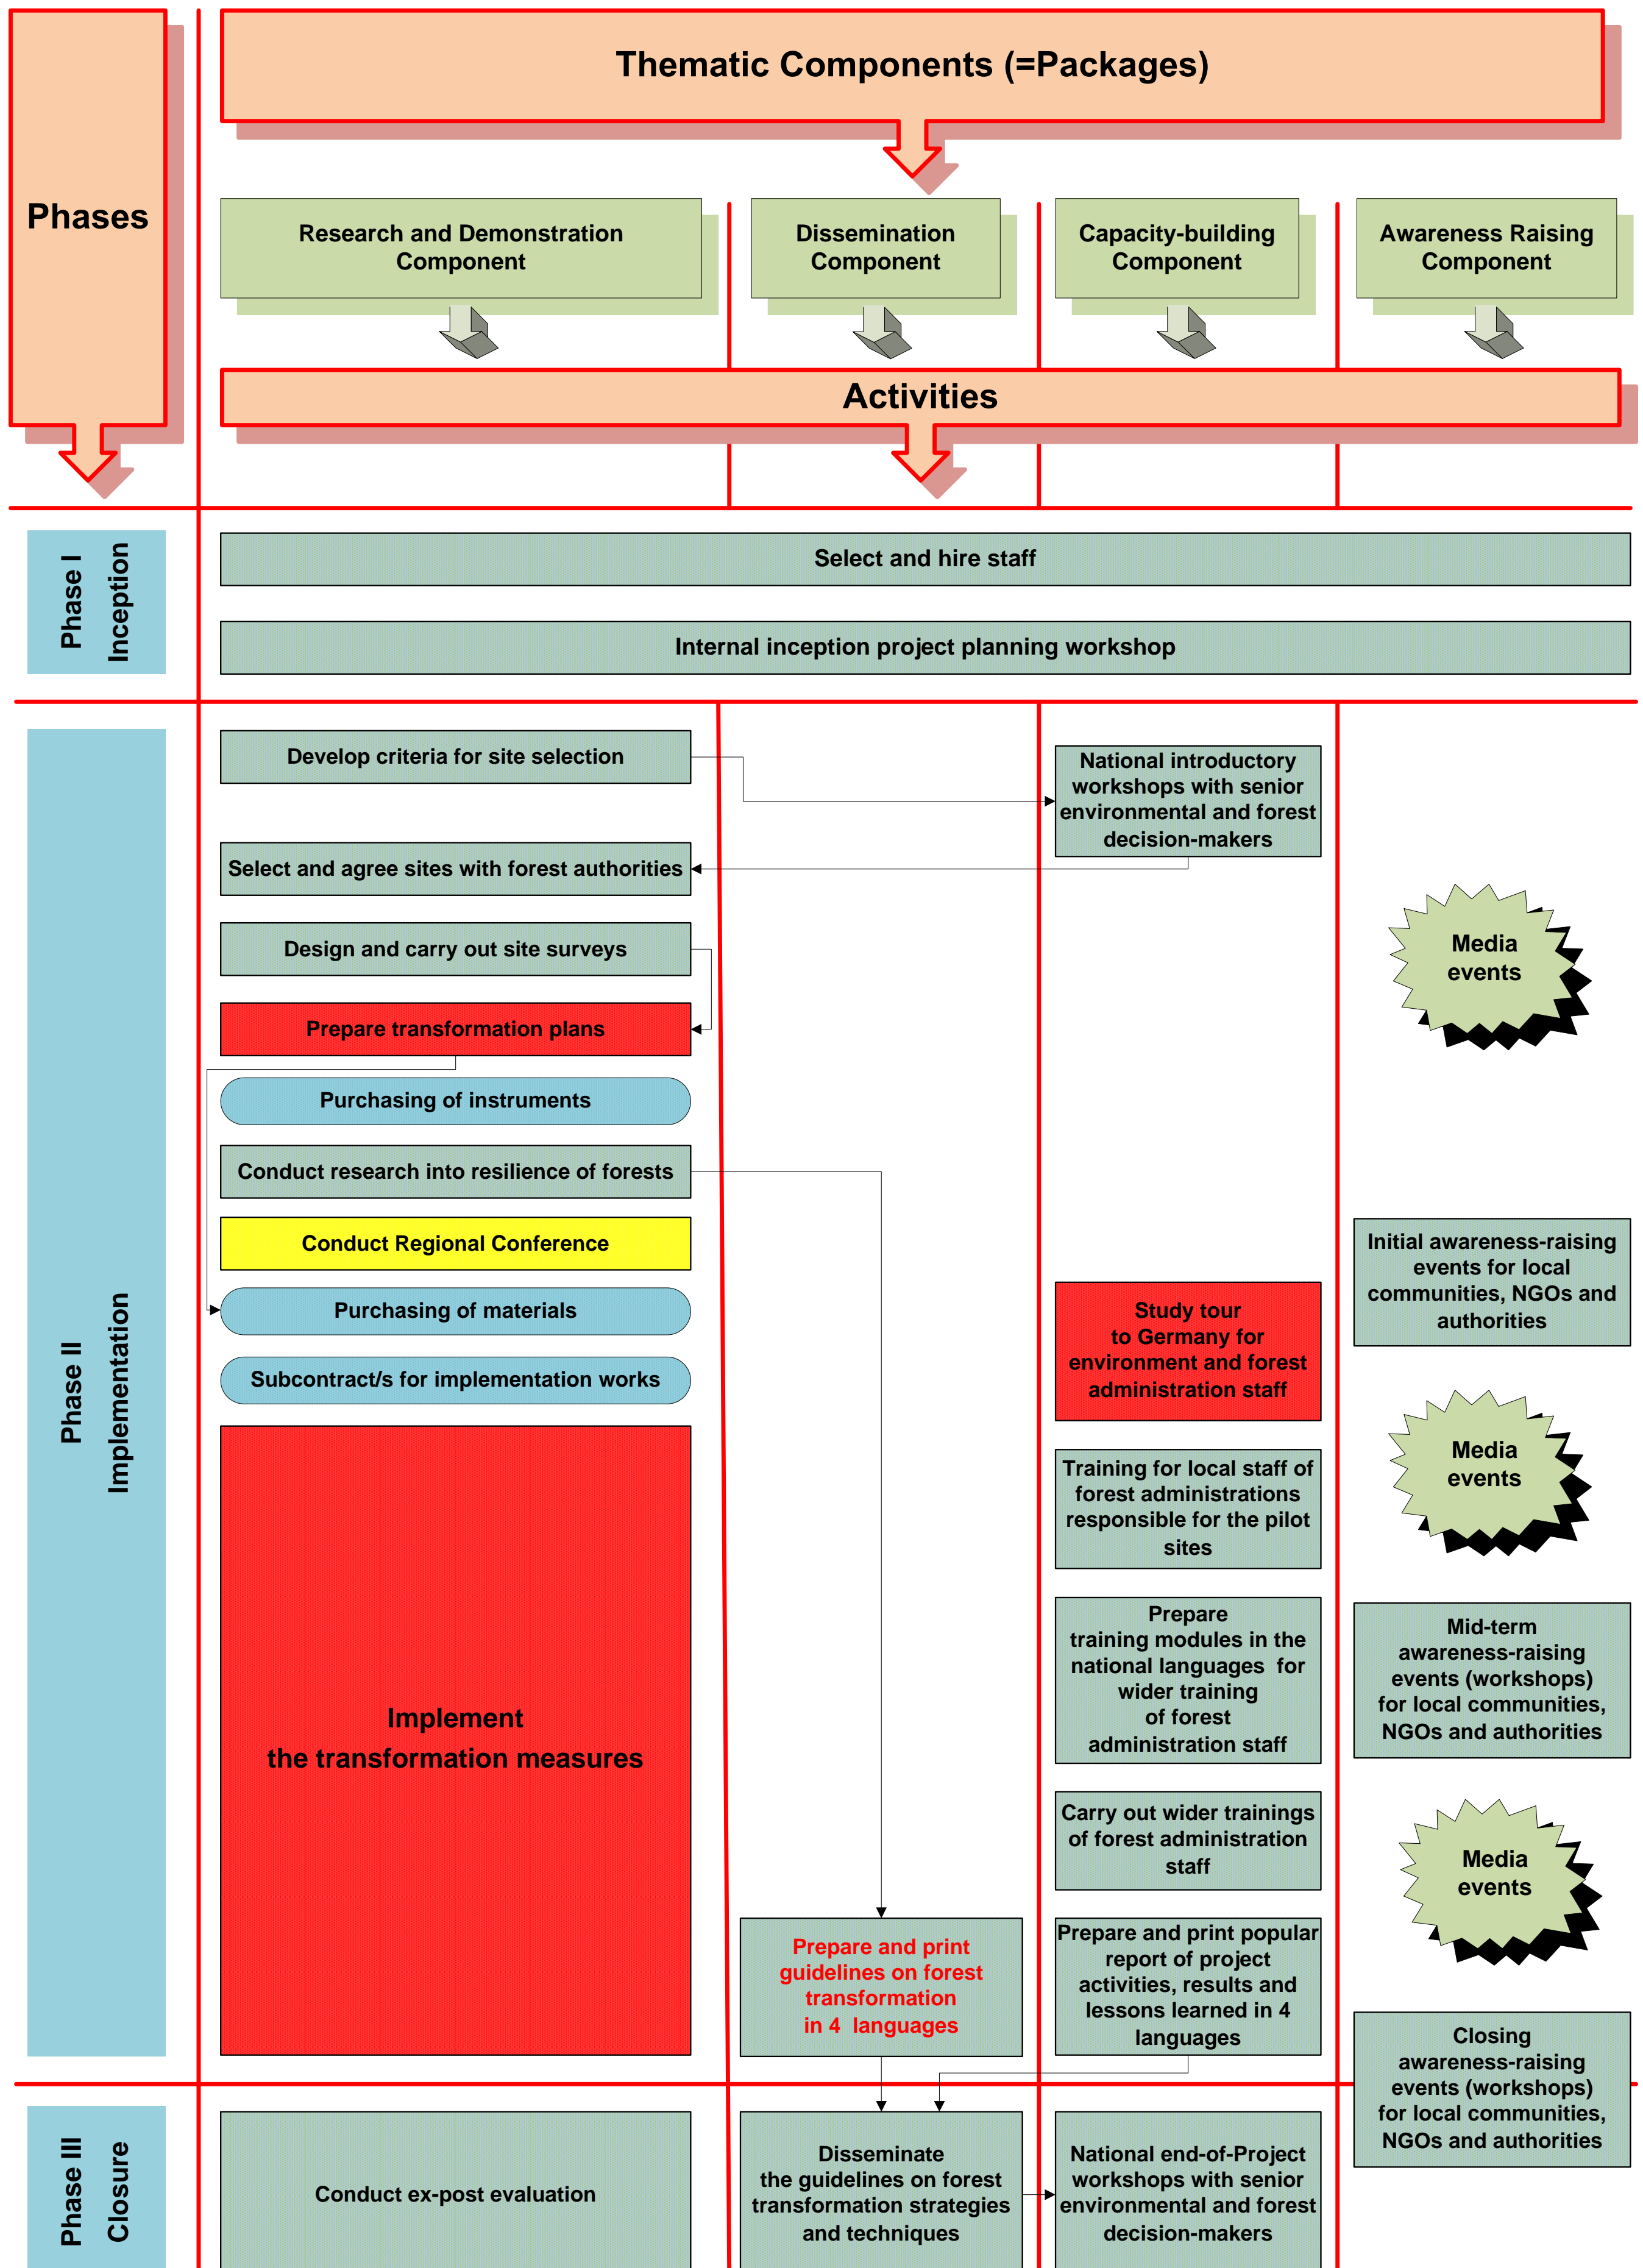 Phases
Thematic Components (=Packages)
Research and Demonstration
Component
Dissemination
Component
Capacity-building
Component
Awareness Raising
Component
Activities
Phase I
Inception
Select and hire staff
Internal inception project planning workshop
Phase II
Implementation
Develop criteria for site selection
National introductory
workshops with senior
environmental and forest
decision-makers
Select and agree sites with forest authorities
Design and carry out site surveys
Prepare transformation plans
Purchasing of instruments
Conduct research into resilience of forests
Conduct Regional Conference
Purchasing of materials
Subcontract/s for implementation works
Implement
the transformation measures
Prepare and print
guidelines on forest
transformation
in 4 languages
Study tour
to Germany for
environment and forest
administration staff
Training for local staff of
forest administrations
responsible for the pilot
sites
Prepare
training modules in the
national languages for
wider training
of forest
administration staff
Carry out wider trainings
of forest administration
staff
Prepare and print popular
report of project
activities, results and
lessons learned in 4
languages
Media
events
Initial awareness-raising
events for local
communities, NGOs and
authorities
Media
events
Mid-term
awareness-raising
events (workshops)
for local communities,
NGOs and authorities
Media
events
Closing
awareness-raising
events (workshops)
for local communities,
NGOs and authorities
Phase III
Closure
Conduct ex-post evaluation
Disseminate
the guidelines on forest
transformation strategies
and techniques
National end-of-Project
workshops with senior
environmental and forest
decision-makers